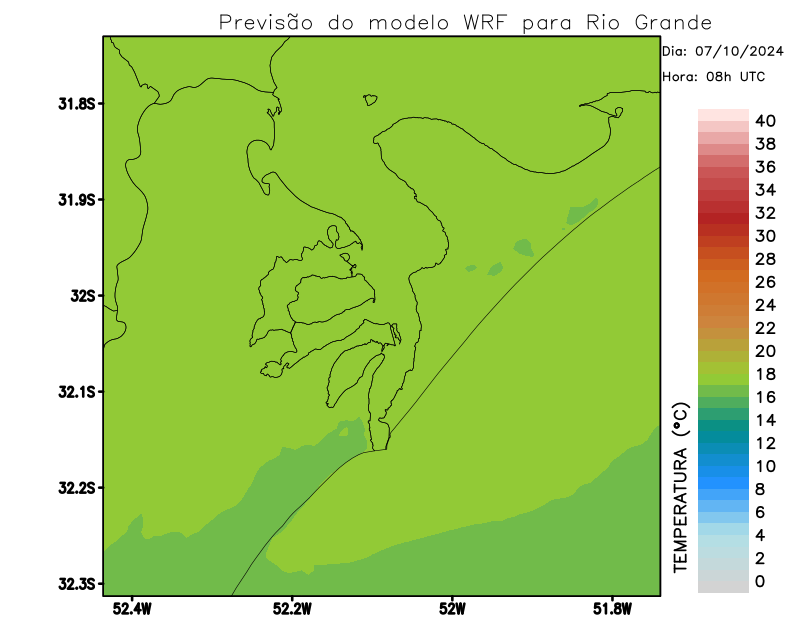 Previsão do modelo WRF para Rio Grande
Dia: 07/10/2024
Hora: 08h UTC
31.8S
31.9S
32S
32.1S
32.2S
32.3S
52.4W
52.2W
52W
51.8W
TEMPERATURA (°C)
40
38
36
34
32
30
28
26
24
22
20
18
16
14
12
10
8
6
4
2
0